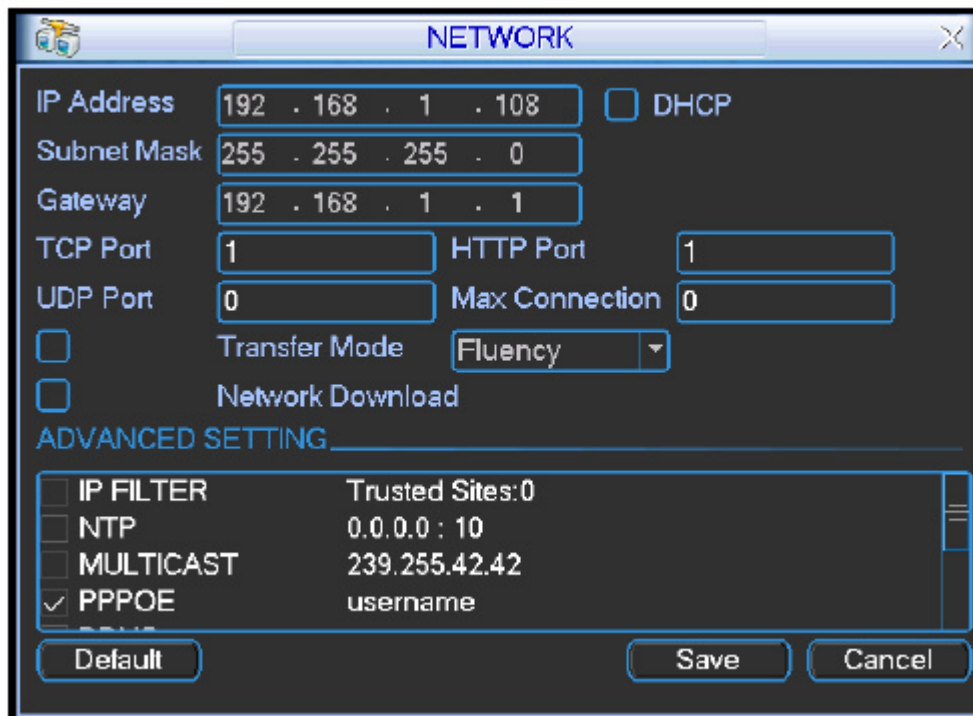 NETWORK
IP Address 192 . 168 . 1 . 108 DHCP
Subnet Mask 255 . 255 . 255 . 0
Gateway 192 . 168 . 1 . 1
TCP Port 1 HTTP Port 1
UDP Port 0 Max Connection 0
Transfer Mode Fluency
Network Download
ADVANCED SETTING
IP FILTER Trusted Sites:0
NTP 0.0.0.0 : 10
MULTICAST 239.255.42.42
PPPOE username
Default Save Cancel